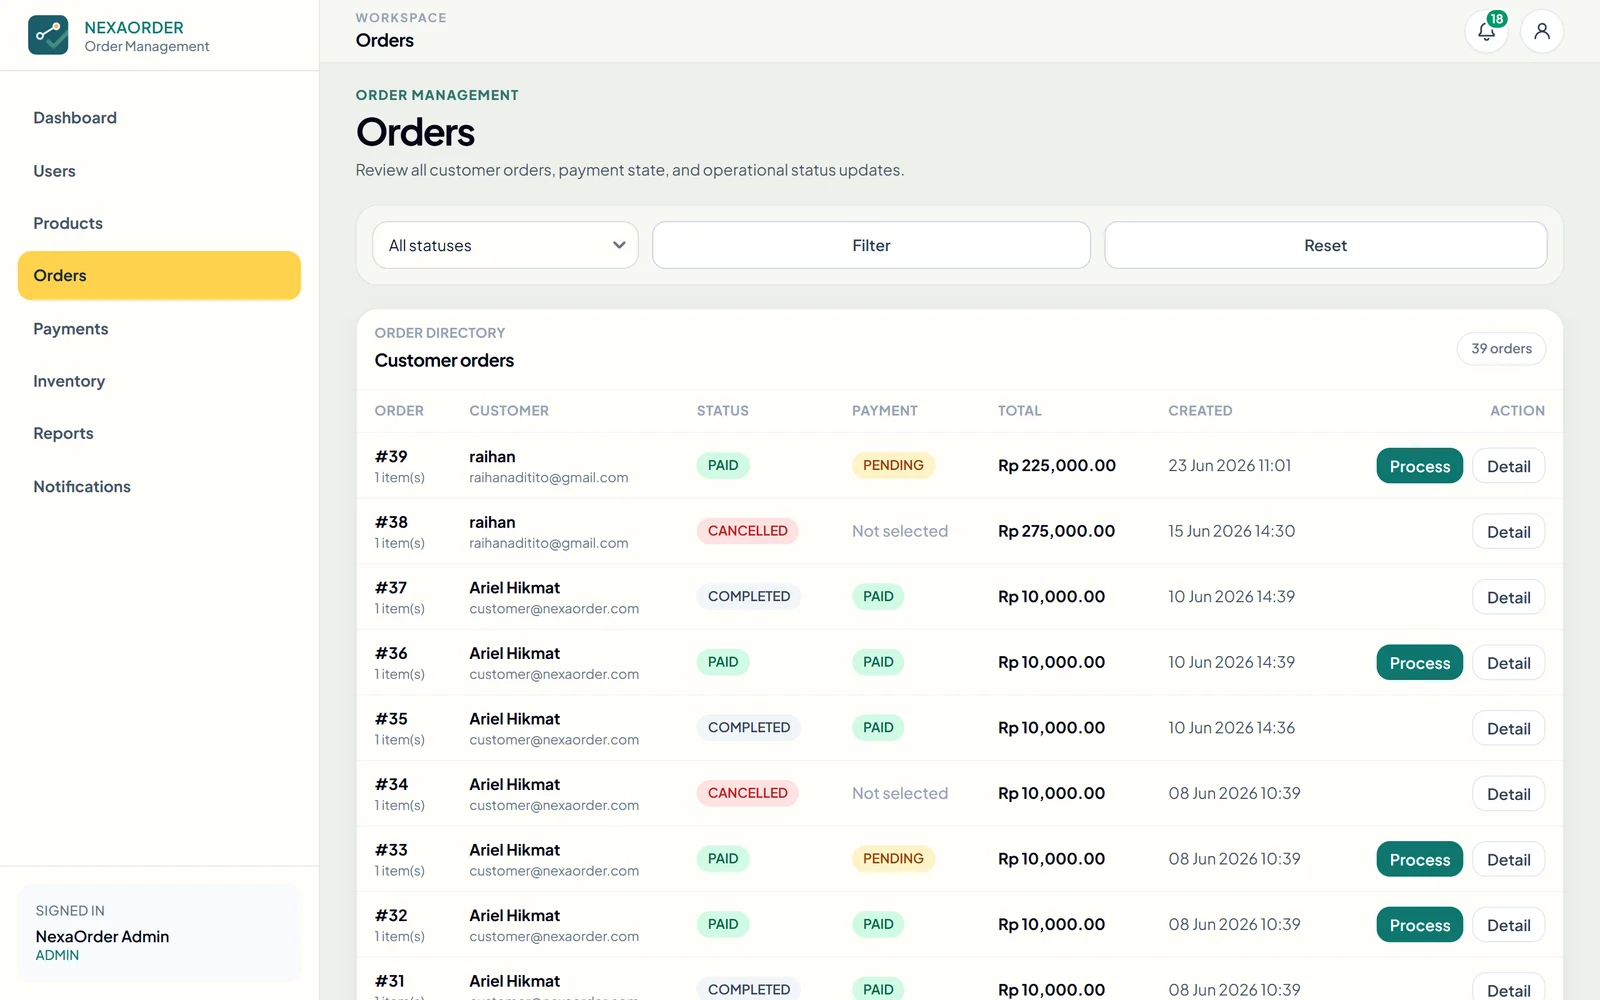 NEXAORDER
Order Management
Dashboard
Users
Products
Orders
Payments
Inventory
Reports
Notifications
SIGNED IN
NexaOrder Admin
ADMIN
WORKSPACE
Orders
18
ORDER MANAGEMENT
Orders
Review all customer orders, payment state, and operational status updates.
All statuses Filter Reset
ORDER DIRECTORY
Customer orders
39 orders
ORDER CUSTOMER STATUS PAYMENT TOTAL CREATED ACTION
#39 raihan PAID PENDING Rp 225,000.00 23 Jun 2026 11:01 Process Detail
1 item(s) raihanaditito@gmail.com
#38 raihan CANCELLED Not selected Rp 275,000.00 15 Jun 2026 14:30 Detail
1 item(s) raihanaditito@gmail.com
#37 Ariel Hikmat COMPLETED PAID Rp 10,000.00 10 Jun 2026 14:39 Detail
1 item(s) customer@nexaorder.com
#36 Ariel Hikmat PAID PAID Rp 10,000.00 10 Jun 2026 14:39 Process Detail
1 item(s) customer@nexaorder.com
#35 Ariel Hikmat COMPLETED PAID Rp 10,000.00 10 Jun 2026 14:36 Detail
1 item(s) customer@nexaorder.com
#34 Ariel Hikmat CANCELLED Not selected Rp 10,000.00 08 Jun 2026 10:39 Detail
1 item(s) customer@nexaorder.com
#33 Ariel Hikmat PAID PENDING Rp 10,000.00 08 Jun 2026 10:39 Process Detail
1 item(s) customer@nexaorder.com
#32 Ariel Hikmat PAID PAID Rp 10,000.00 08 Jun 2026 10:39 Process Detail
1 item(s) customer@nexaorder.com
#31 Ariel Hikmat COMPLETED PAID Rp 10,000.00 08 Jun 2026 10:39 Detail